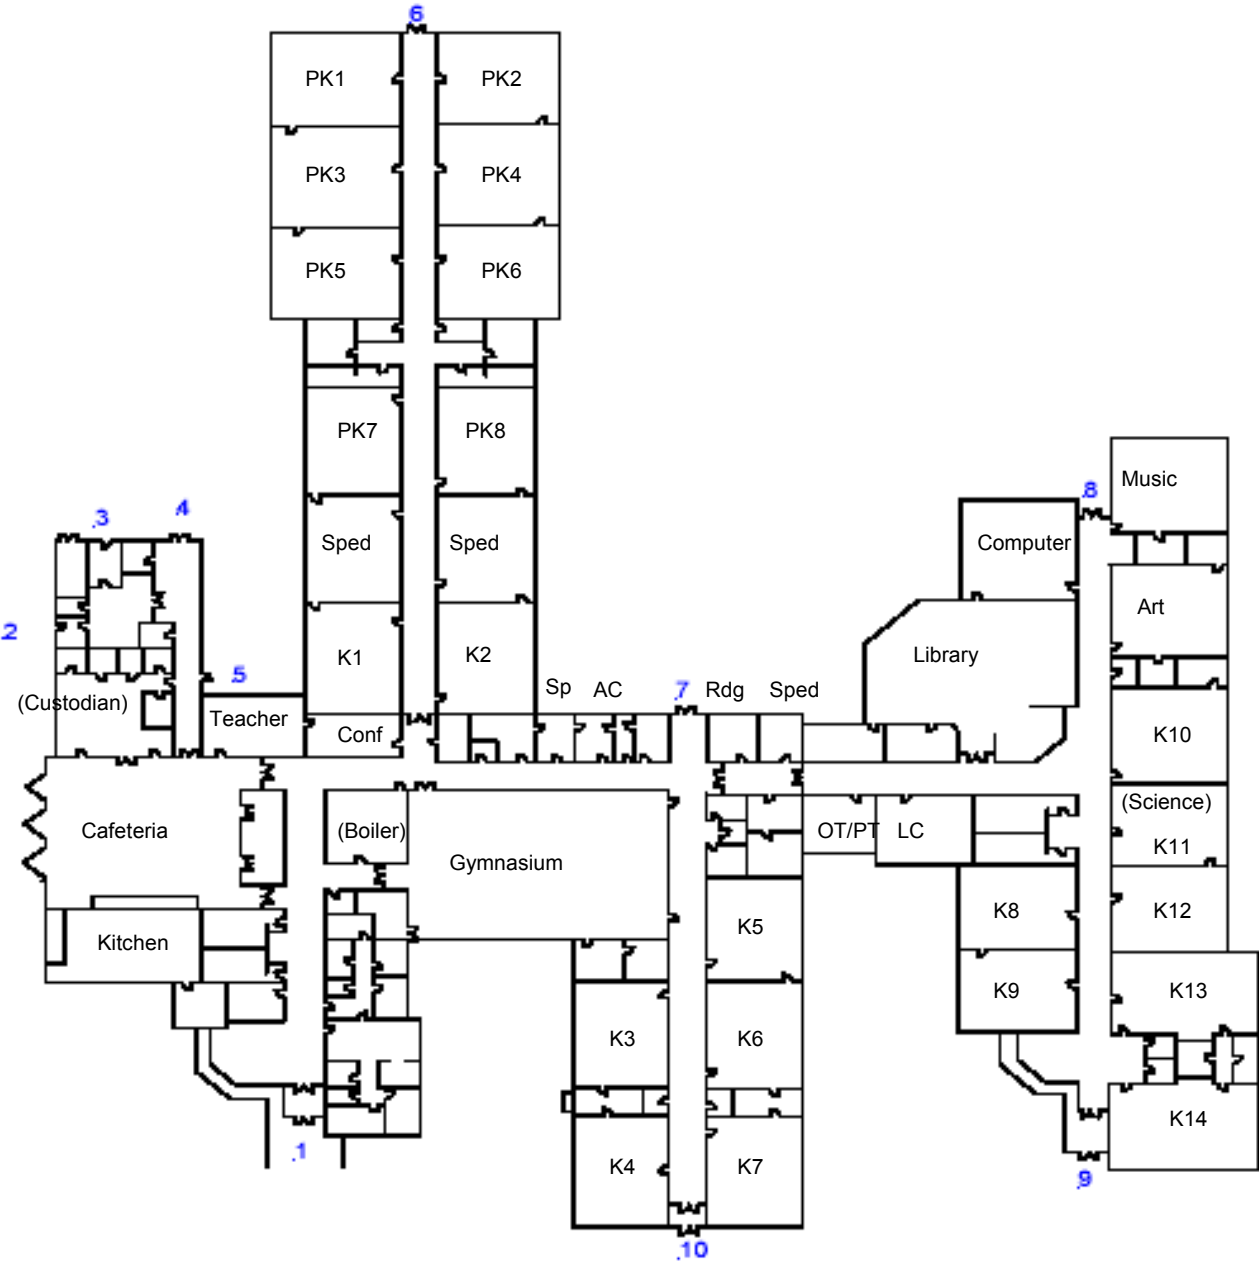 6
PK1 PK2
PK3 PK4
PK5 PK6
PK7 PK8
Music
.8
.3 .4
Sped Sped Computer
Art
.2
K1 K2 Library
.5
Sp AC .7 Rdg Sped
(Custodian)
Teacher
Conf K10
(Science)
Cafeteria (Boiler) OT/PT LC
K11
Gymnasium
K8 K12
K5
Kitchen
K9 K13
K3 K6
K14
.1
K4 K7
.9
.10